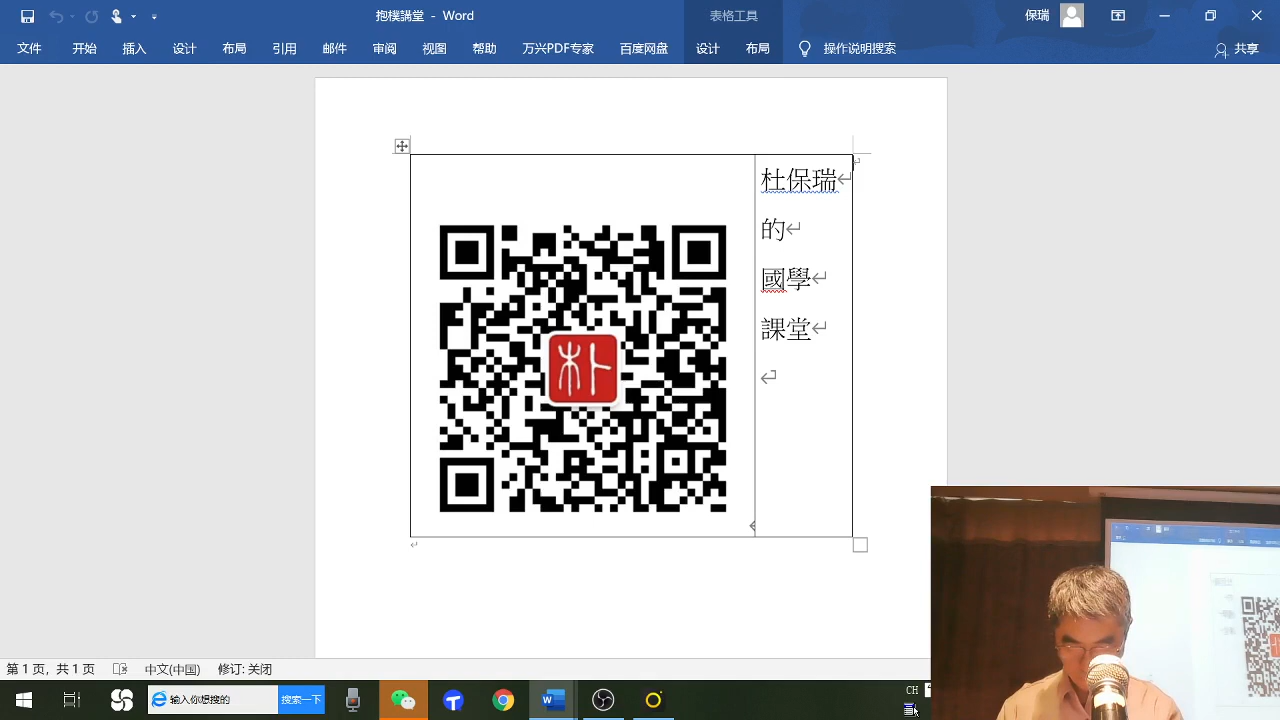 抱樸講堂 - Word
表格工具
保瑞
文件 开始 插入 设计 布局 引用 邮件 审阅 视图 帮助 万兴PDF专家 百度网盘 设计 布局 操作说明搜索 共享
杜保瑞
的
國學
課堂
第 1 页，共 1 页 中文(中国) 修订: 关闭
输入你想搜的 搜索一下
CH